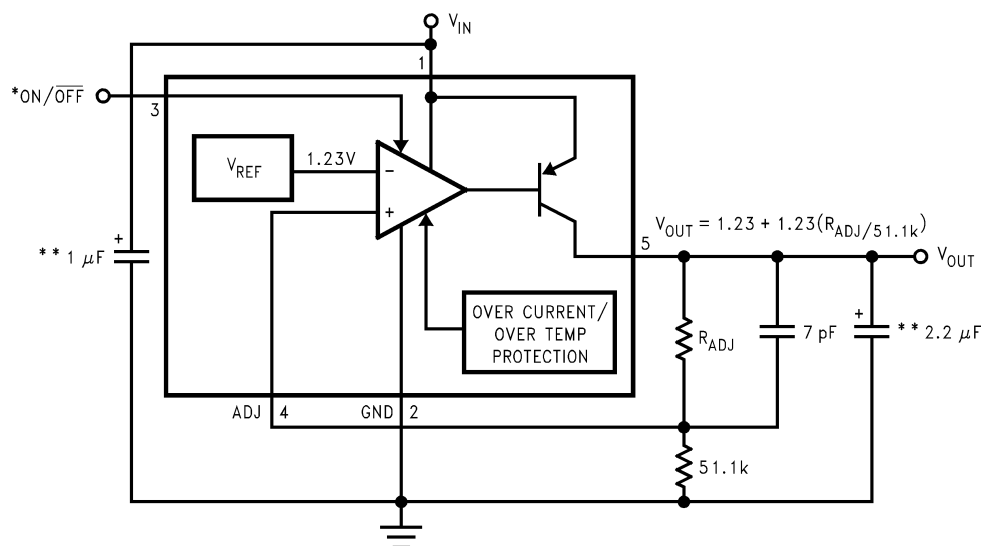 V_IN
1
*ON/O̅F̅F̅
3
V_REF
1.23V
−
+
+
** 1 μF
V_OUT = 1.23 + 1.23(R_ADJ/51.1k)
5
V_OUT
OVER CURRENT/
OVER TEMP
PROTECTION
R_ADJ
7 pF
+
** 2.2 μF
ADJ 4
GND 2
51.1k